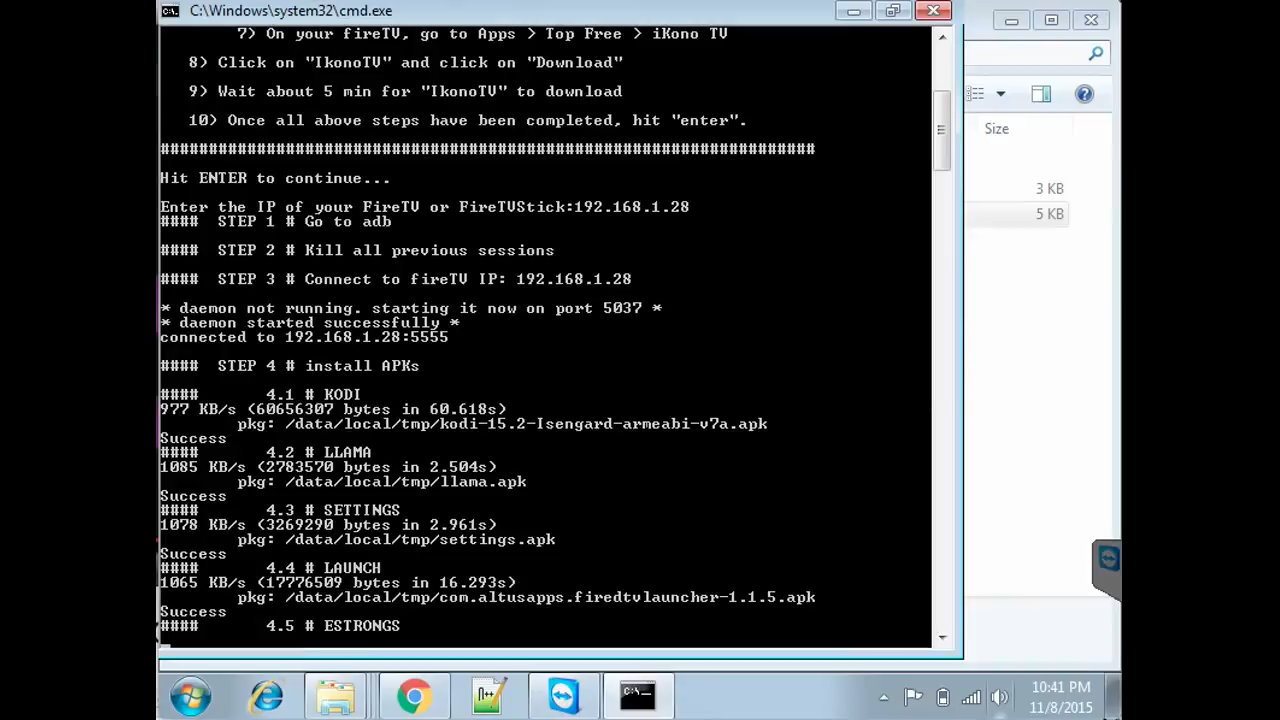 C:\Windows\system32\cmd.exe
7) On your fireTV, go to Apps > Top Free > iKono TV
8) Click on "IkonoTV" and click on "Download"
9) Wait about 5 min for "IkonoTV" to download
10) Once all above steps have been completed, hit "enter".
####################################################################
Hit ENTER to continue...
Enter the IP of your FireTV or FireTVStick:192.168.1.28
####  STEP 1 # Go to adb
####  STEP 2 # Kill all previous sessions
####  STEP 3 # Connect to fireTV IP: 192.168.1.28
* daemon not running. starting it now on port 5037 *
* daemon started successfully *
connected to 192.168.1.28:5555
####  STEP 4 # install APKs
####       4.1 # KODI
977 KB/s (60656307 bytes in 60.618s)
pkg: /data/local/tmp/kodi-15.2-Isengard-armeabi-v7a.apk
Success
####       4.2 # LLAMA
1085 KB/s (2783570 bytes in 2.504s)
pkg: /data/local/tmp/llama.apk
Success
####       4.3 # SETTINGS
1078 KB/s (3269290 bytes in 2.961s)
pkg: /data/local/tmp/settings.apk
Success
####       4.4 # LAUNCH
1065 KB/s (17776509 bytes in 16.293s)
pkg: /data/local/tmp/com.altusapps.firedtvlauncher-1.1.5.apk
Success
####       4.5 # ESTRONGS
Size
3 KB
5 KB
10:41 PM
11/8/2015